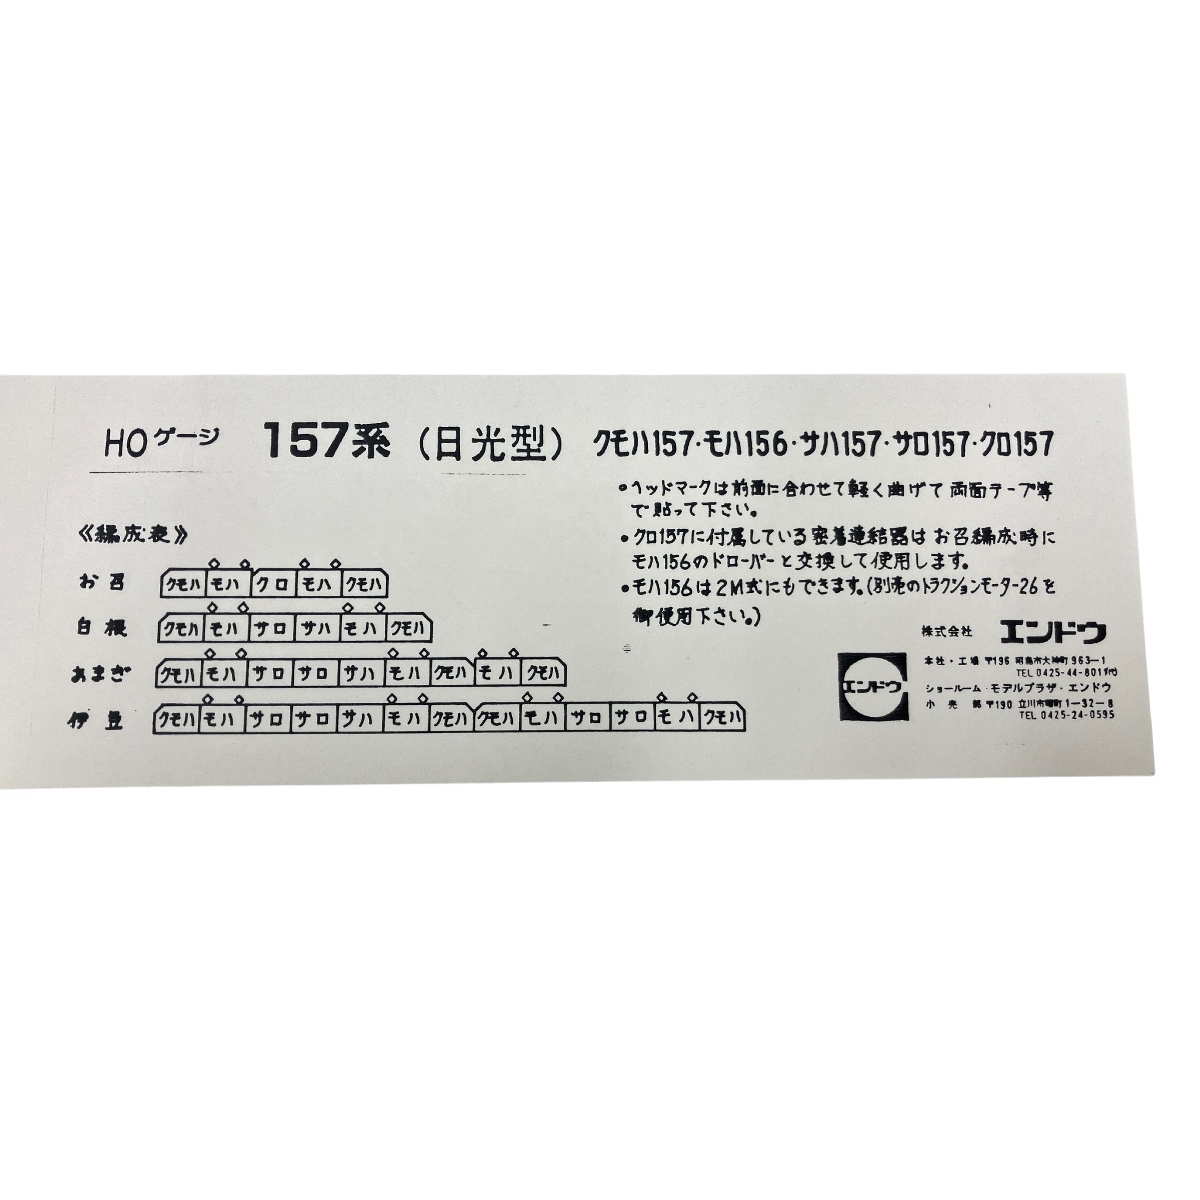 HOゲージ 157系 (日光型) クモハ157・モハ156・サハ157・サロ157・クロ157
•ヘッドマークは前面に合わせて軽く曲げて両面テープ等
で貼って下さい。
•クロ157に付属している密着連結器はお召編成時に
モハ156のドローバーと交換して使用します。
•モハ156は2M式にもできます。(別売のトラクションモーター26を
御使用下さい。)
《編成表》
お召 クモハ モハ クロ モハ クモハ
白根 クモハ モハ サロ サハ モハ クモハ
あまぎ クモハ モハ サロ サロ サハ モハ クモハ モハ クモハ
伊豆 クモハ モハ サロ サロ サハ モハ クモハ クモハ モハ サロ サロ モハ クモハ
株式会社 エンドウ
エンドウ
本社・工場 〒196 昭島市大神町963-1
TEL 0425-44-8011(代)
ショールーム モデルプラザ・エンドウ
小売部 〒190 立川市曙町1-32-8
TEL 0425-24-0595